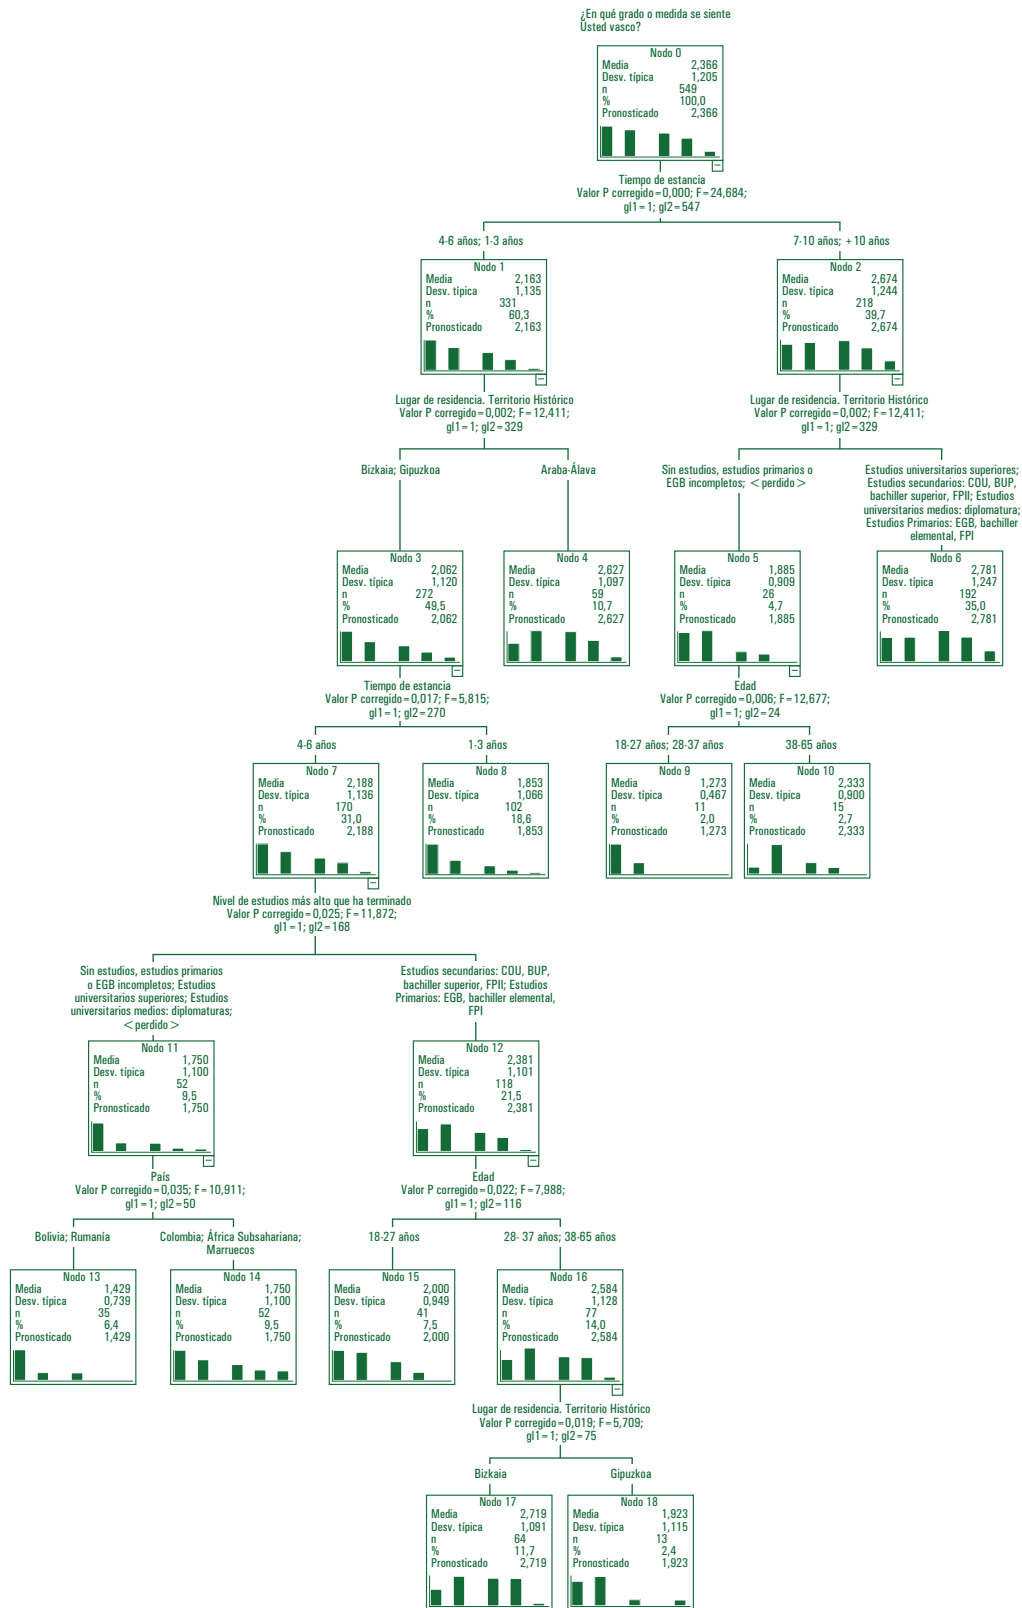 ¿En qué grado o medida se siente
Usted vasco?
Nodo 0
Media 2,366
Desv. típica 1,205
n 549
% 100,0
Pronosticado 2,366
Tiempo de estancia
Valor P corregido=0,000; F=24,684;
gl1=1; gl2=547
4-6 años; 1-3 años
7-10 años; +10 años
Nodo 1
Media 2,163
Desv. típica 1,135
n 331
% 60,3
Pronosticado 2,163
Nodo 2
Media 2,674
Desv. típica 1,244
n 218
% 39,7
Pronosticado 2,674
Lugar de residencia. Territorio Histórico
Valor P corregido=0,002; F=12,411;
gl1=1; gl2=329
Lugar de residencia. Territorio Histórico
Valor P corregido=0,002; F=12,411;
gl1=1; gl2=329
Bizkaia; Gipuzkoa
Araba-Álava
Sin estudios, estudios primarios o
EGB incompletos; <perdido>
Estudios universitarios superiores;
Estudios secundarios: COU, BUP,
bachiller superior, FPII; Estudios
universitarios medios: diplomatura;
Estudios Primarios: EGB, bachiller
elemental, FPI
Nodo 3
Media 2,062
Desv. típica 1,120
n 272
% 49,5
Pronosticado 2,062
Nodo 4
Media 2,627
Desv. típica 1,097
n 59
% 10,7
Pronosticado 2,627
Nodo 5
Media 1,885
Desv. típica 0,909
n 26
% 4,7
Pronosticado 1,885
Nodo 6
Media 2,781
Desv. típica 1,247
n 192
% 35,0
Pronosticado 2,781
Tiempo de estancia
Valor P corregido=0,017; F=5,815;
gl1=1; gl2=270
Edad
Valor P corregido=0,006; F=12,677;
gl1=1; gl2=24
4-6 años
1-3 años
18-27 años; 28-37 años
38-65 años
Nodo 7
Media 2,188
Desv. típica 1,136
n 170
% 31,0
Pronosticado 2,188
Nodo 8
Media 1,853
Desv. típica 1,066
n 102
% 18,6
Pronosticado 1,853
Nodo 9
Media 1,273
Desv. típica 0,467
n 11
% 2,0
Pronosticado 1,273
Nodo 10
Media 2,333
Desv. típica 0,900
n 15
% 2,7
Pronosticado 2,333
Nivel de estudios más alto que ha terminado
Valor P corregido=0,025; F=11,872;
gl1=1; gl2=168
Sin estudios, estudios primarios
o EGB incompletos; Estudios
universitarios superiores; Estudios
universitarios medios: diplomaturas;
<perdido>
Estudios secundarios: COU, BUP,
bachiller superior, FPII; Estudios
Primarios: EGB, bachiller elemental,
FPI
Nodo 11
Media 1,750
Desv. típica 1,100
n 52
% 9,5
Pronosticado 1,750
Nodo 12
Media 2,381
Desv. típica 1,101
n 118
% 21,5
Pronosticado 2,381
País
Valor P corregido=0,035; F=10,911;
gl1=1; gl2=50
Edad
Valor P corregido=0,022; F=7,988;
gl1=1; gl2=116
Bolivia; Rumanía
Colombia; África Subsahariana;
Marruecos
18-27 años
28- 37 años; 38-65 años
Nodo 13
Media 1,429
Desv. típica 0,739
n 35
% 6,4
Pronosticado 1,429
Nodo 14
Media 1,750
Desv. típica 1,100
n 52
% 9,5
Pronosticado 1,750
Nodo 15
Media 2,000
Desv. típica 0,949
n 41
% 7,5
Pronosticado 2,000
Nodo 16
Media 2,584
Desv. típica 1,128
n 77
% 14,0
Pronosticado 2,584
Lugar de residencia. Territorio Histórico
Valor P corregido=0,019; F=5,709;
gl1=1; gl2=75
Bizkaia
Gipuzkoa
Nodo 17
Media 2,719
Desv. típica 1,091
n 64
% 11,7
Pronosticado 2,719
Nodo 18
Media 1,923
Desv. típica 1,115
n 13
% 2,4
Pronosticado 1,923